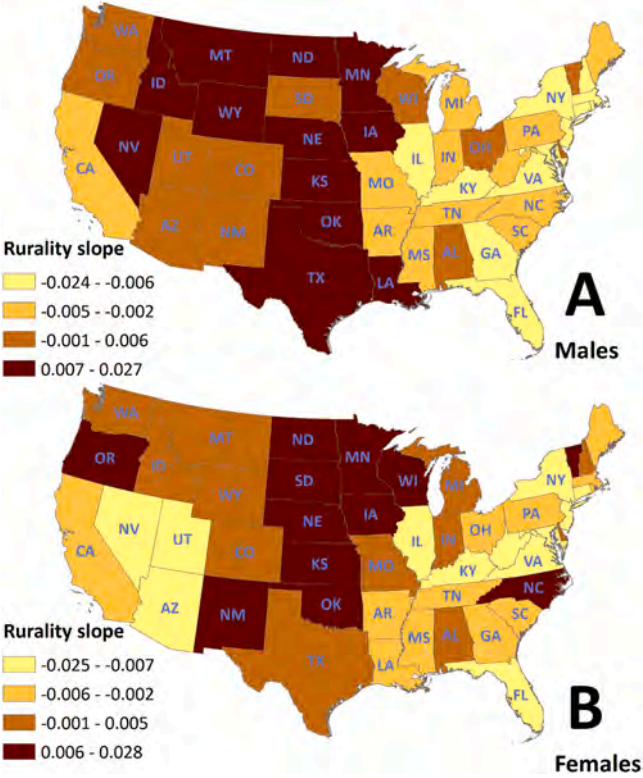 WA
MT
ND
MN
OR
ID
WI
NY
SD
WY
MI
IA
PA
NE
NV
OH
IL
IN
UT
CO
CA
VA
KS
MO
KY
NC
TN
OK
AZ
NM
AR
SC
MS
AL
GA
TX
LA
FL
Rurality slope
-0.024 - -0.006
-0.005 - -0.002
-0.001 - 0.006
0.007 - 0.027
A
Males
WA
MT
ND
MN
OR
ID
WI
NY
SD
WY
MI
IA
PA
NE
NV
OH
IL
IN
UT
CO
CA
VA
KS
MO
KY
NC
TN
OK
AZ
NM
AR
SC
MS
AL
GA
TX
LA
FL
Rurality slope
-0.025 - -0.007
-0.006 - -0.002
-0.001 - 0.005
0.006 - 0.028
B
Females